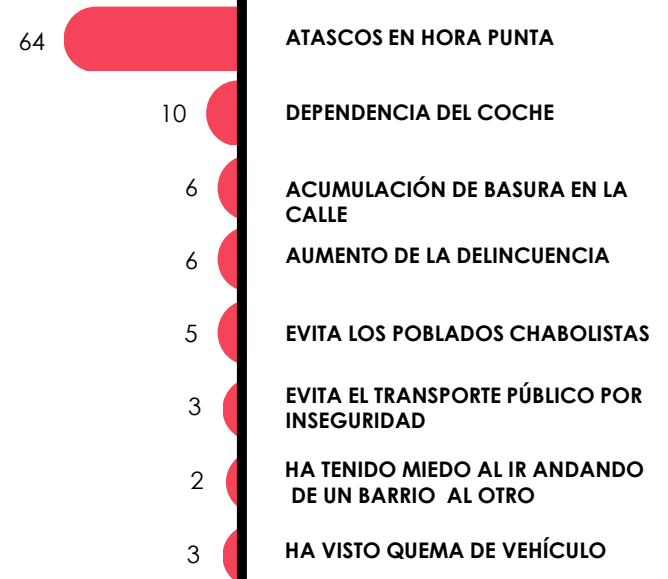 64 ATASCOS EN HORA PUNTA
10 DEPENDENCIA DEL COCHE
6 ACUMULACIÓN DE BASURA EN LA
CALLE
6 AUMENTO DE LA DELINCUENCIA
5 EVITA LOS POBLADOS CHABOLISTAS
3 EVITA EL TRANSPORTE PÚBLICO POR
INSEGURIDAD
2 HA TENIDO MIEDO AL IR ANDANDO
DE UN BARRIO AL OTRO
3 HA VISTO QUEMA DE VEHÍCULO